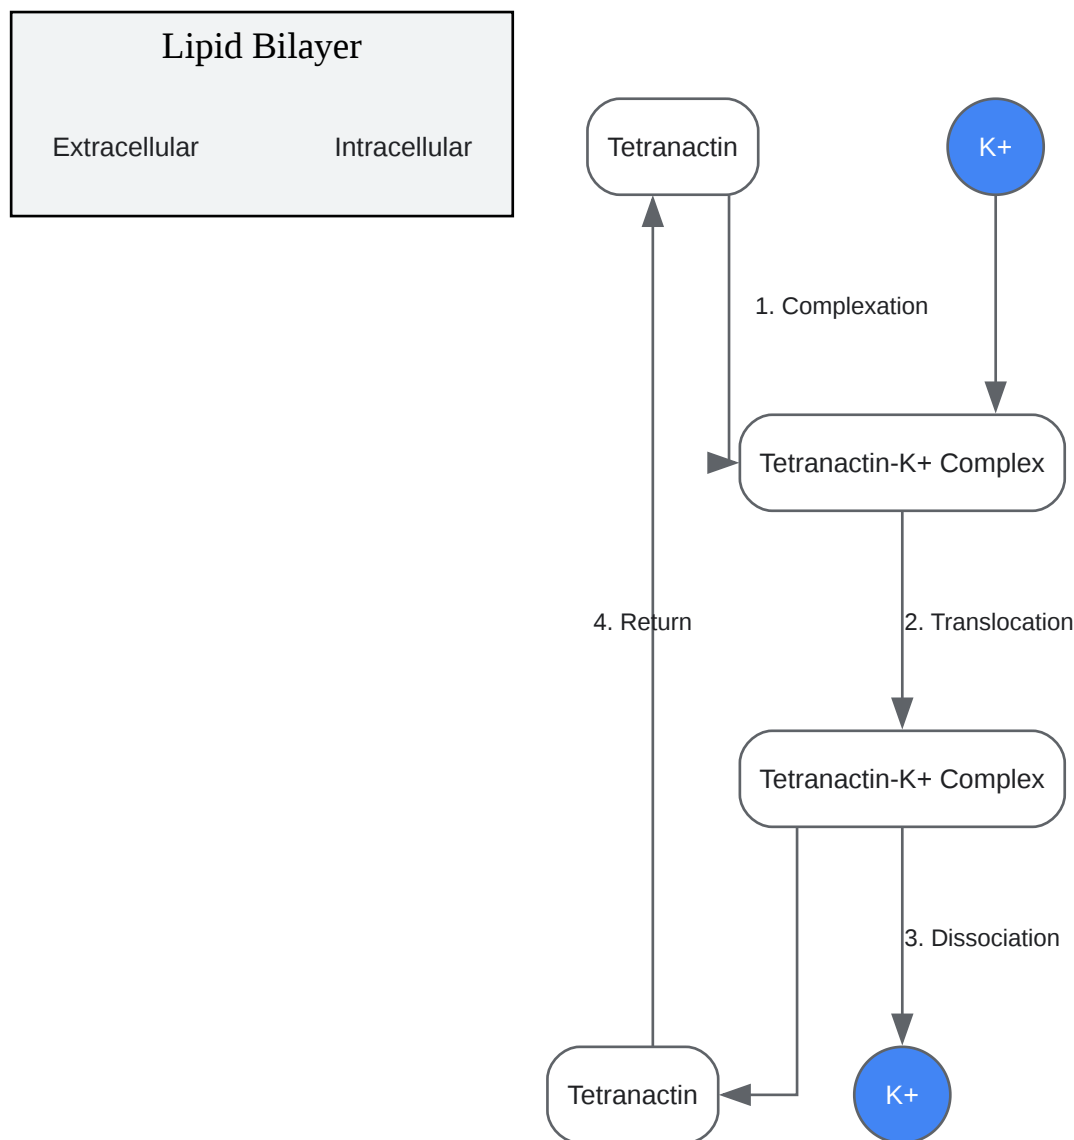 Lipid Bilayer
Extracellular
Intracellular
Tetranactin
K+
1. Complexation
Tetranactin-K+ Complex
4. Return
2. Translocation
Tetranactin-K+ Complex
3. Dissociation
Tetranactin
K+